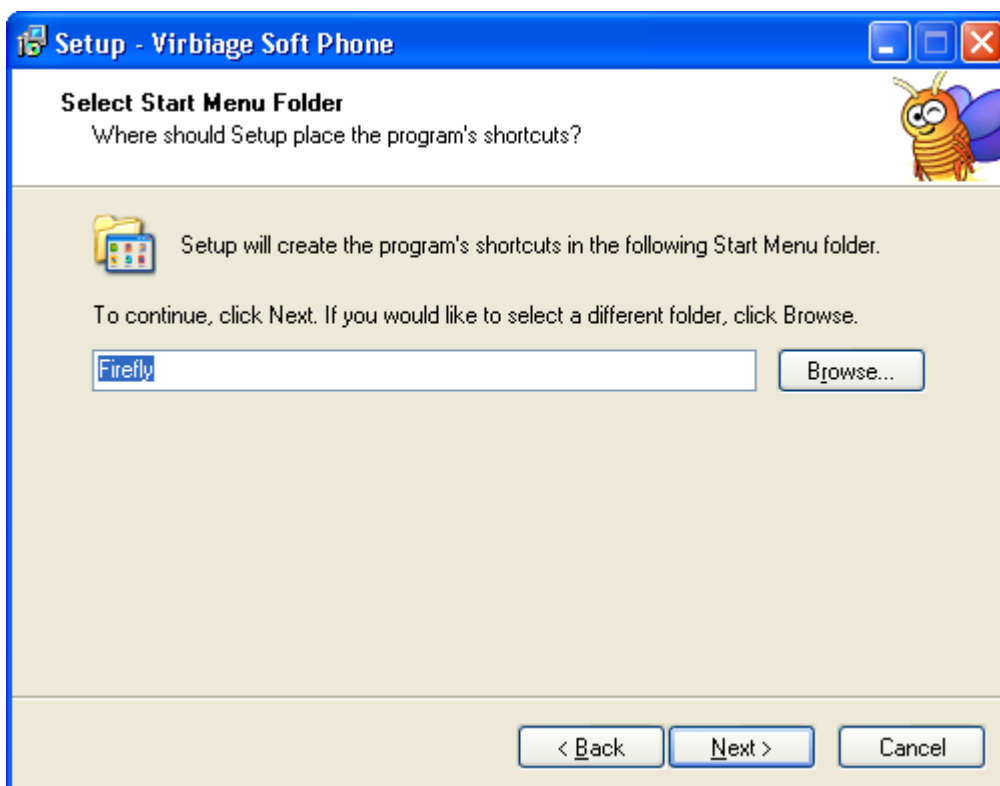 Setup - Virbiage Soft Phone
Select Start Menu Folder
Where should Setup place the program's shortcuts?
Setup will create the program's shortcuts in the following Start Menu folder.
To continue, click Next. If you would like to select a different folder, click Browse.
Firefly
Browse...
< Back
Next >
Cancel